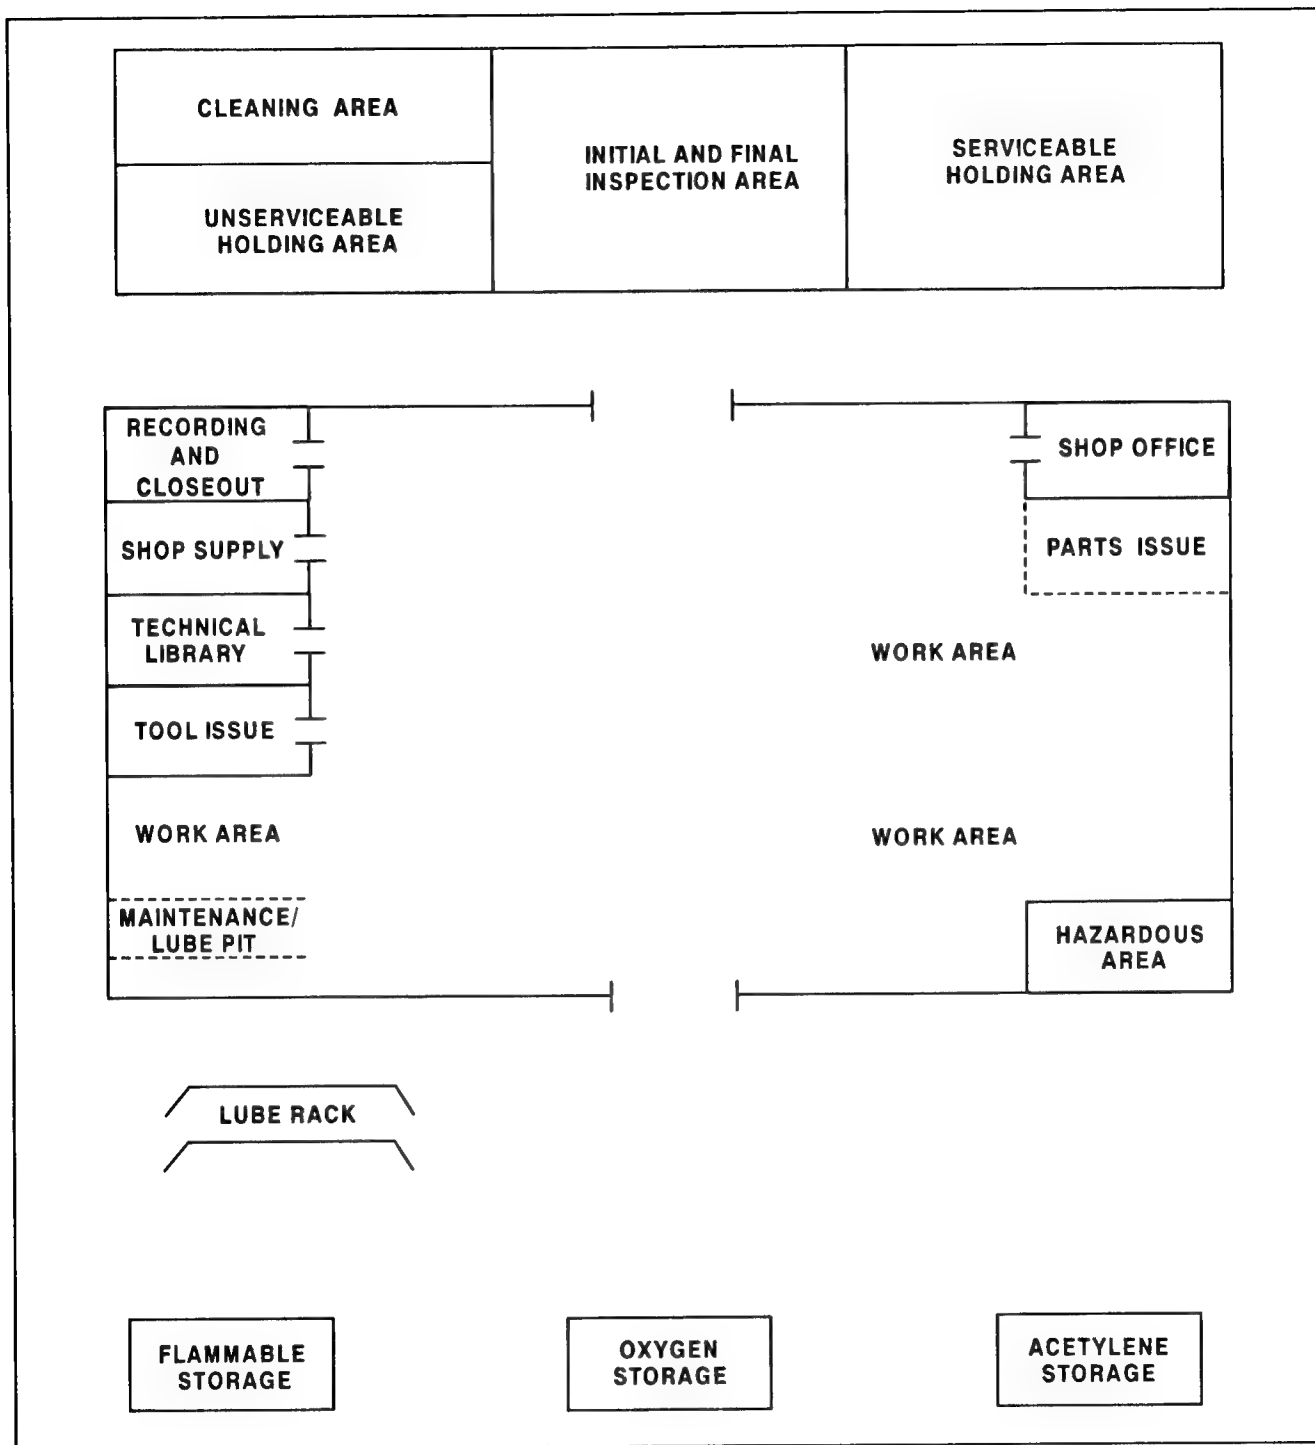 CLEANING AREA
UNSERVICEABLE
HOLDING AREA
INITIAL AND FINAL
INSPECTION AREA
SERVICEABLE
HOLDING AREA
RECORDING
AND
CLOSEOUT
SHOP SUPPLY
TECHNICAL
LIBRARY
TOOL ISSUE
WORK AREA
MAINTENANCE/
LUBE PIT
SHOP OFFICE
PARTS ISSUE
WORK AREA
WORK AREA
HAZARDOUS
AREA
LUBE RACK
FLAMMABLE
STORAGE
OXYGEN
STORAGE
ACETYLENE
STORAGE